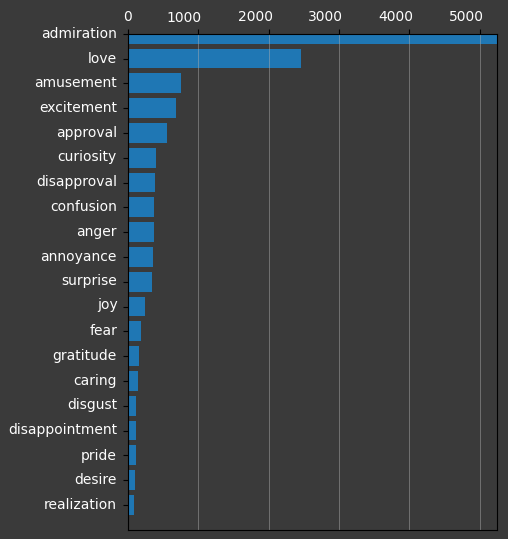 0 1000 2000 3000 4000 5000
admiration
love
amusement
excitement
approval
curiosity
disapproval
confusion
anger
annoyance
surprise
joy
fear
gratitude
caring
disgust
disappointment
pride
desire
realization